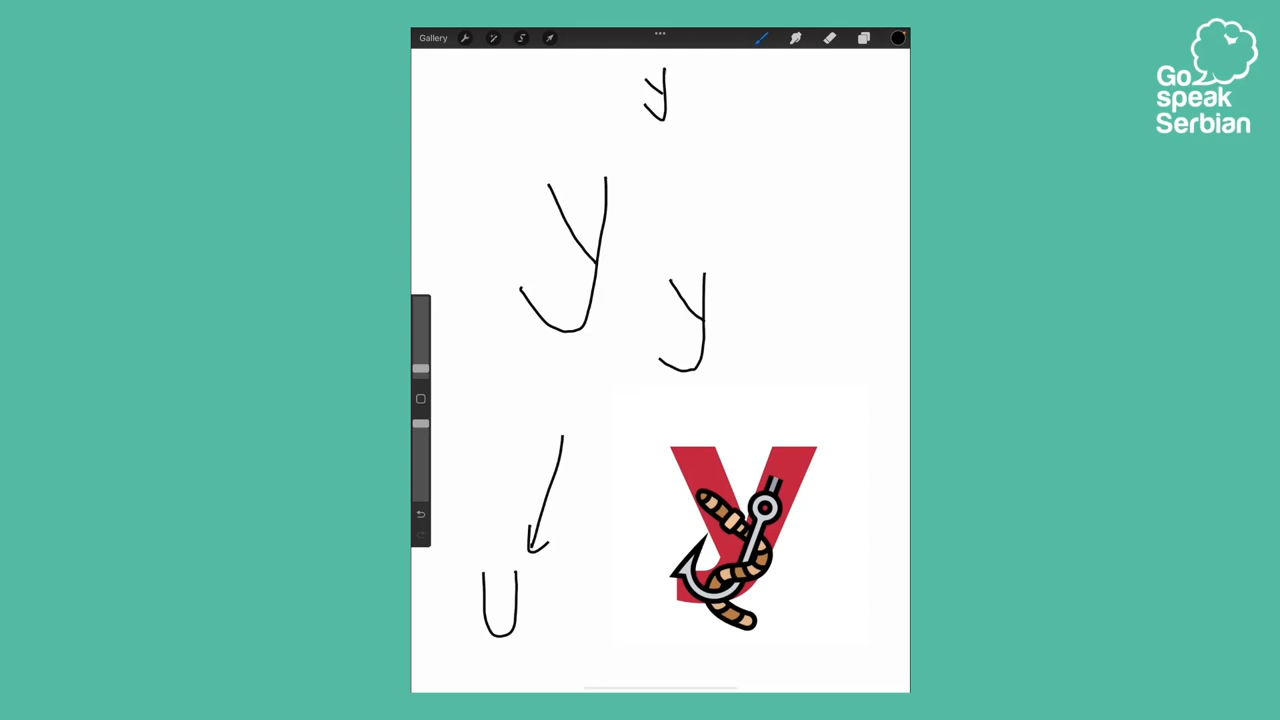 Gallery
Go
speak
Serbian
у
У
у
U
У